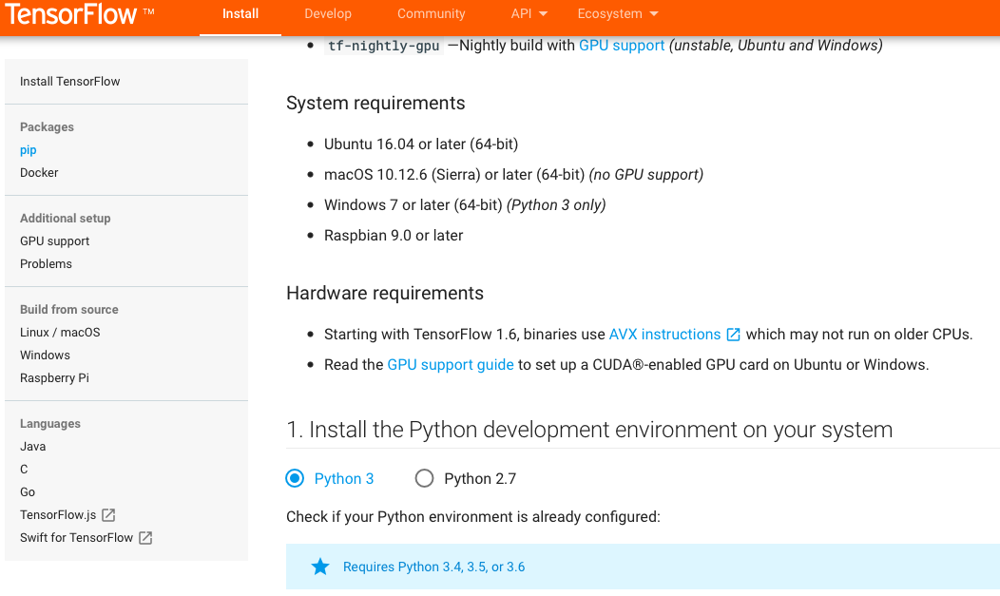 TensorFlow ™
Install
Develop
Community
API
Ecosystem
tf-nightly-gpu —Nightly build with GPU support (unstable, Ubuntu and Windows)
Install TensorFlow
Packages
pip
Docker
Additional setup
GPU support
Problems
Build from source
Linux / macOS
Windows
Raspberry Pi
Languages
Java
C
Go
TensorFlow.js
Swift for TensorFlow
System requirements
Ubuntu 16.04 or later (64-bit)
macOS 10.12.6 (Sierra) or later (64-bit) (no GPU support)
Windows 7 or later (64-bit) (Python 3 only)
Raspbian 9.0 or later
Hardware requirements
Starting with TensorFlow 1.6, binaries use AVX instructions which may not run on older CPUs.
Read the GPU support guide to set up a CUDA®-enabled GPU card on Ubuntu or Windows.
1. Install the Python development environment on your system
Python 3
Python 2.7
Check if your Python environment is already configured:
Requires Python 3.4, 3.5, or 3.6